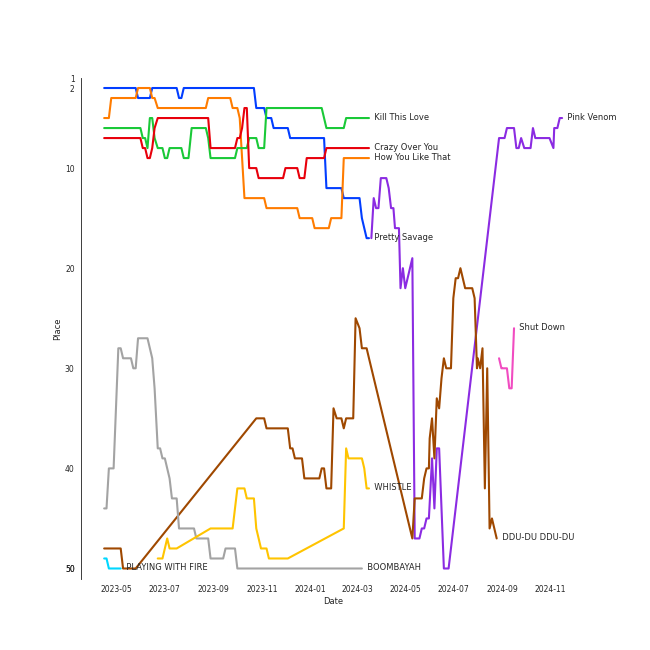 1
2
10
20
30
40
50
Place
Kill This Love
Pink Venom
Crazy Over You
How You Like That
Pretty Savage
Shut Down
WHISTLE
DDU-DU DDU-DU
PLAYING WITH FIRE
BOOMBAYAH
2023-05 2023-07 2023-09 2023-11 2024-01 2024-03 2024-05 2024-07 2024-09 2024-11
Date